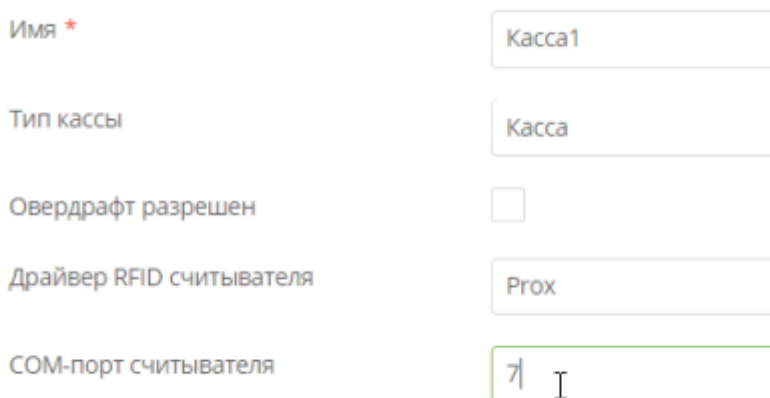 Имя *
Касса1
Тип кассы
Касса
Овердрафт разрешен
Драйвер RFID считывателя
Prox
COM-порт считывателя
7